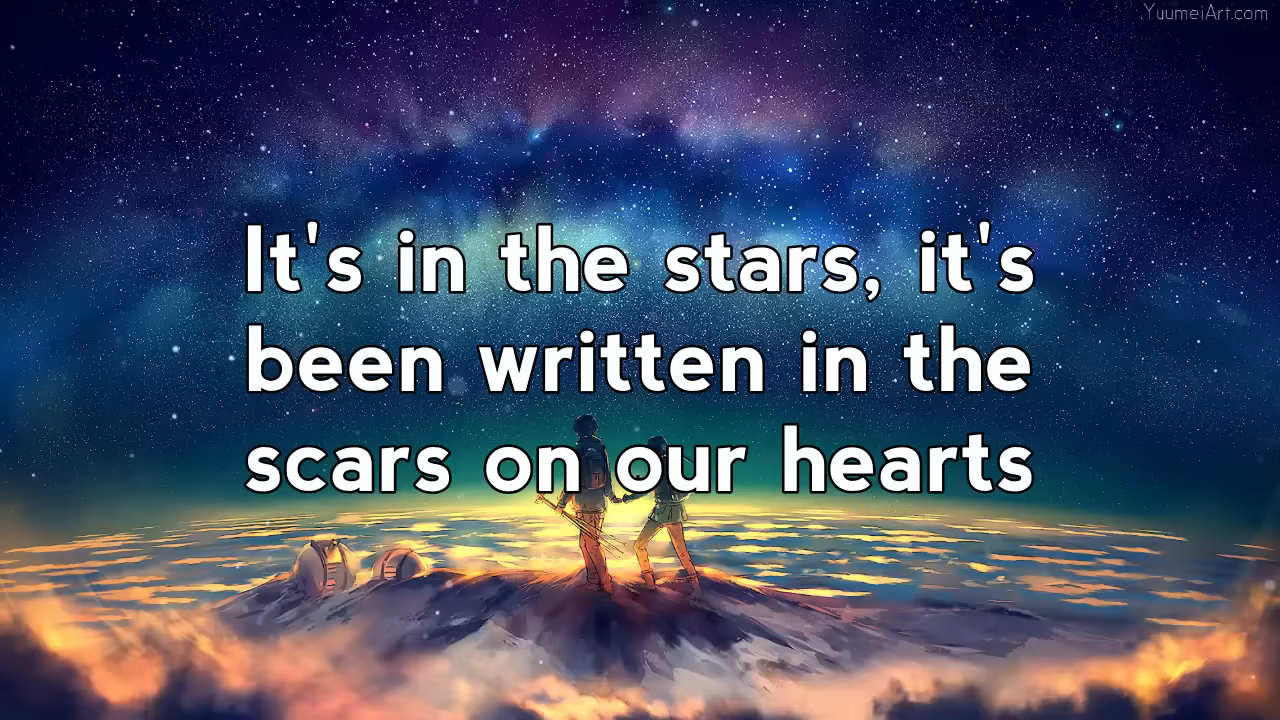 YuumeiArt.com
It's in the stars, it's
been written in the
scars on our hearts